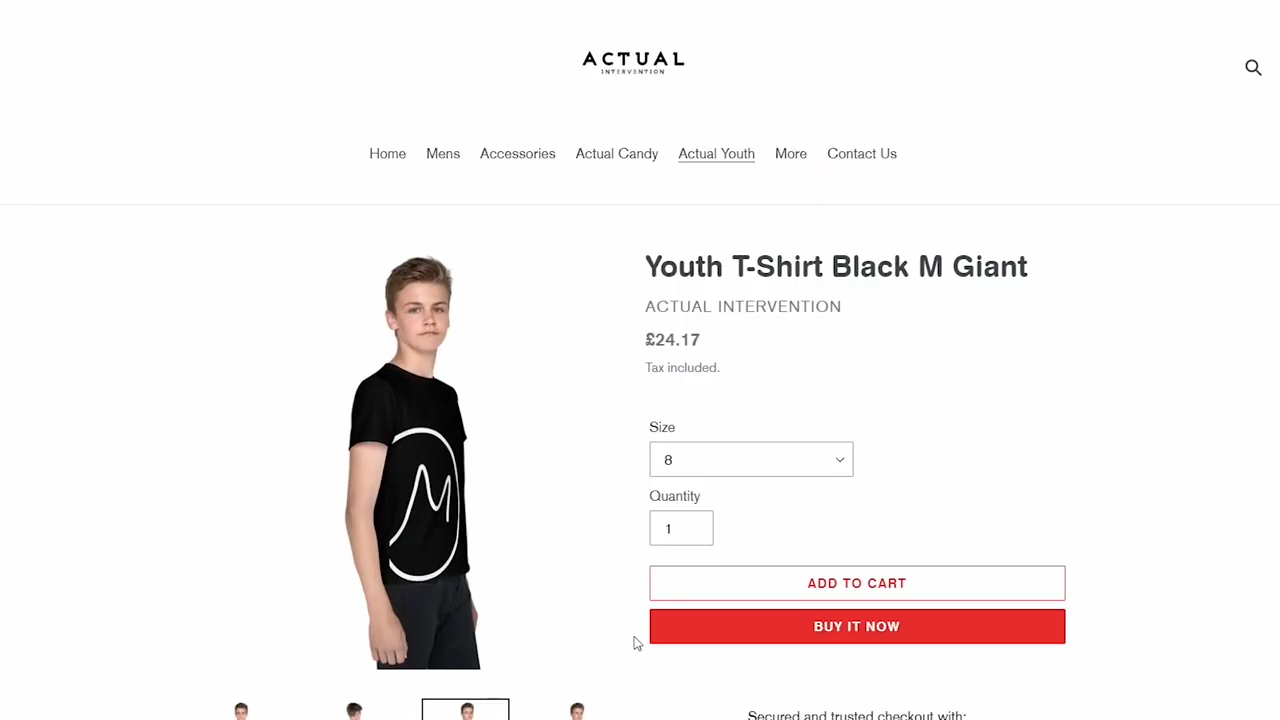 ACTUAL
INTERVENTION
Home Mens Accessories Actual Candy Actual Youth More Contact Us
Youth T-Shirt Black M Giant
ACTUAL INTERVENTION
£24.17
Tax included.
Size
8
Quantity
1
ADD TO CART
BUY IT NOW
M
Secured and trusted checkout with: